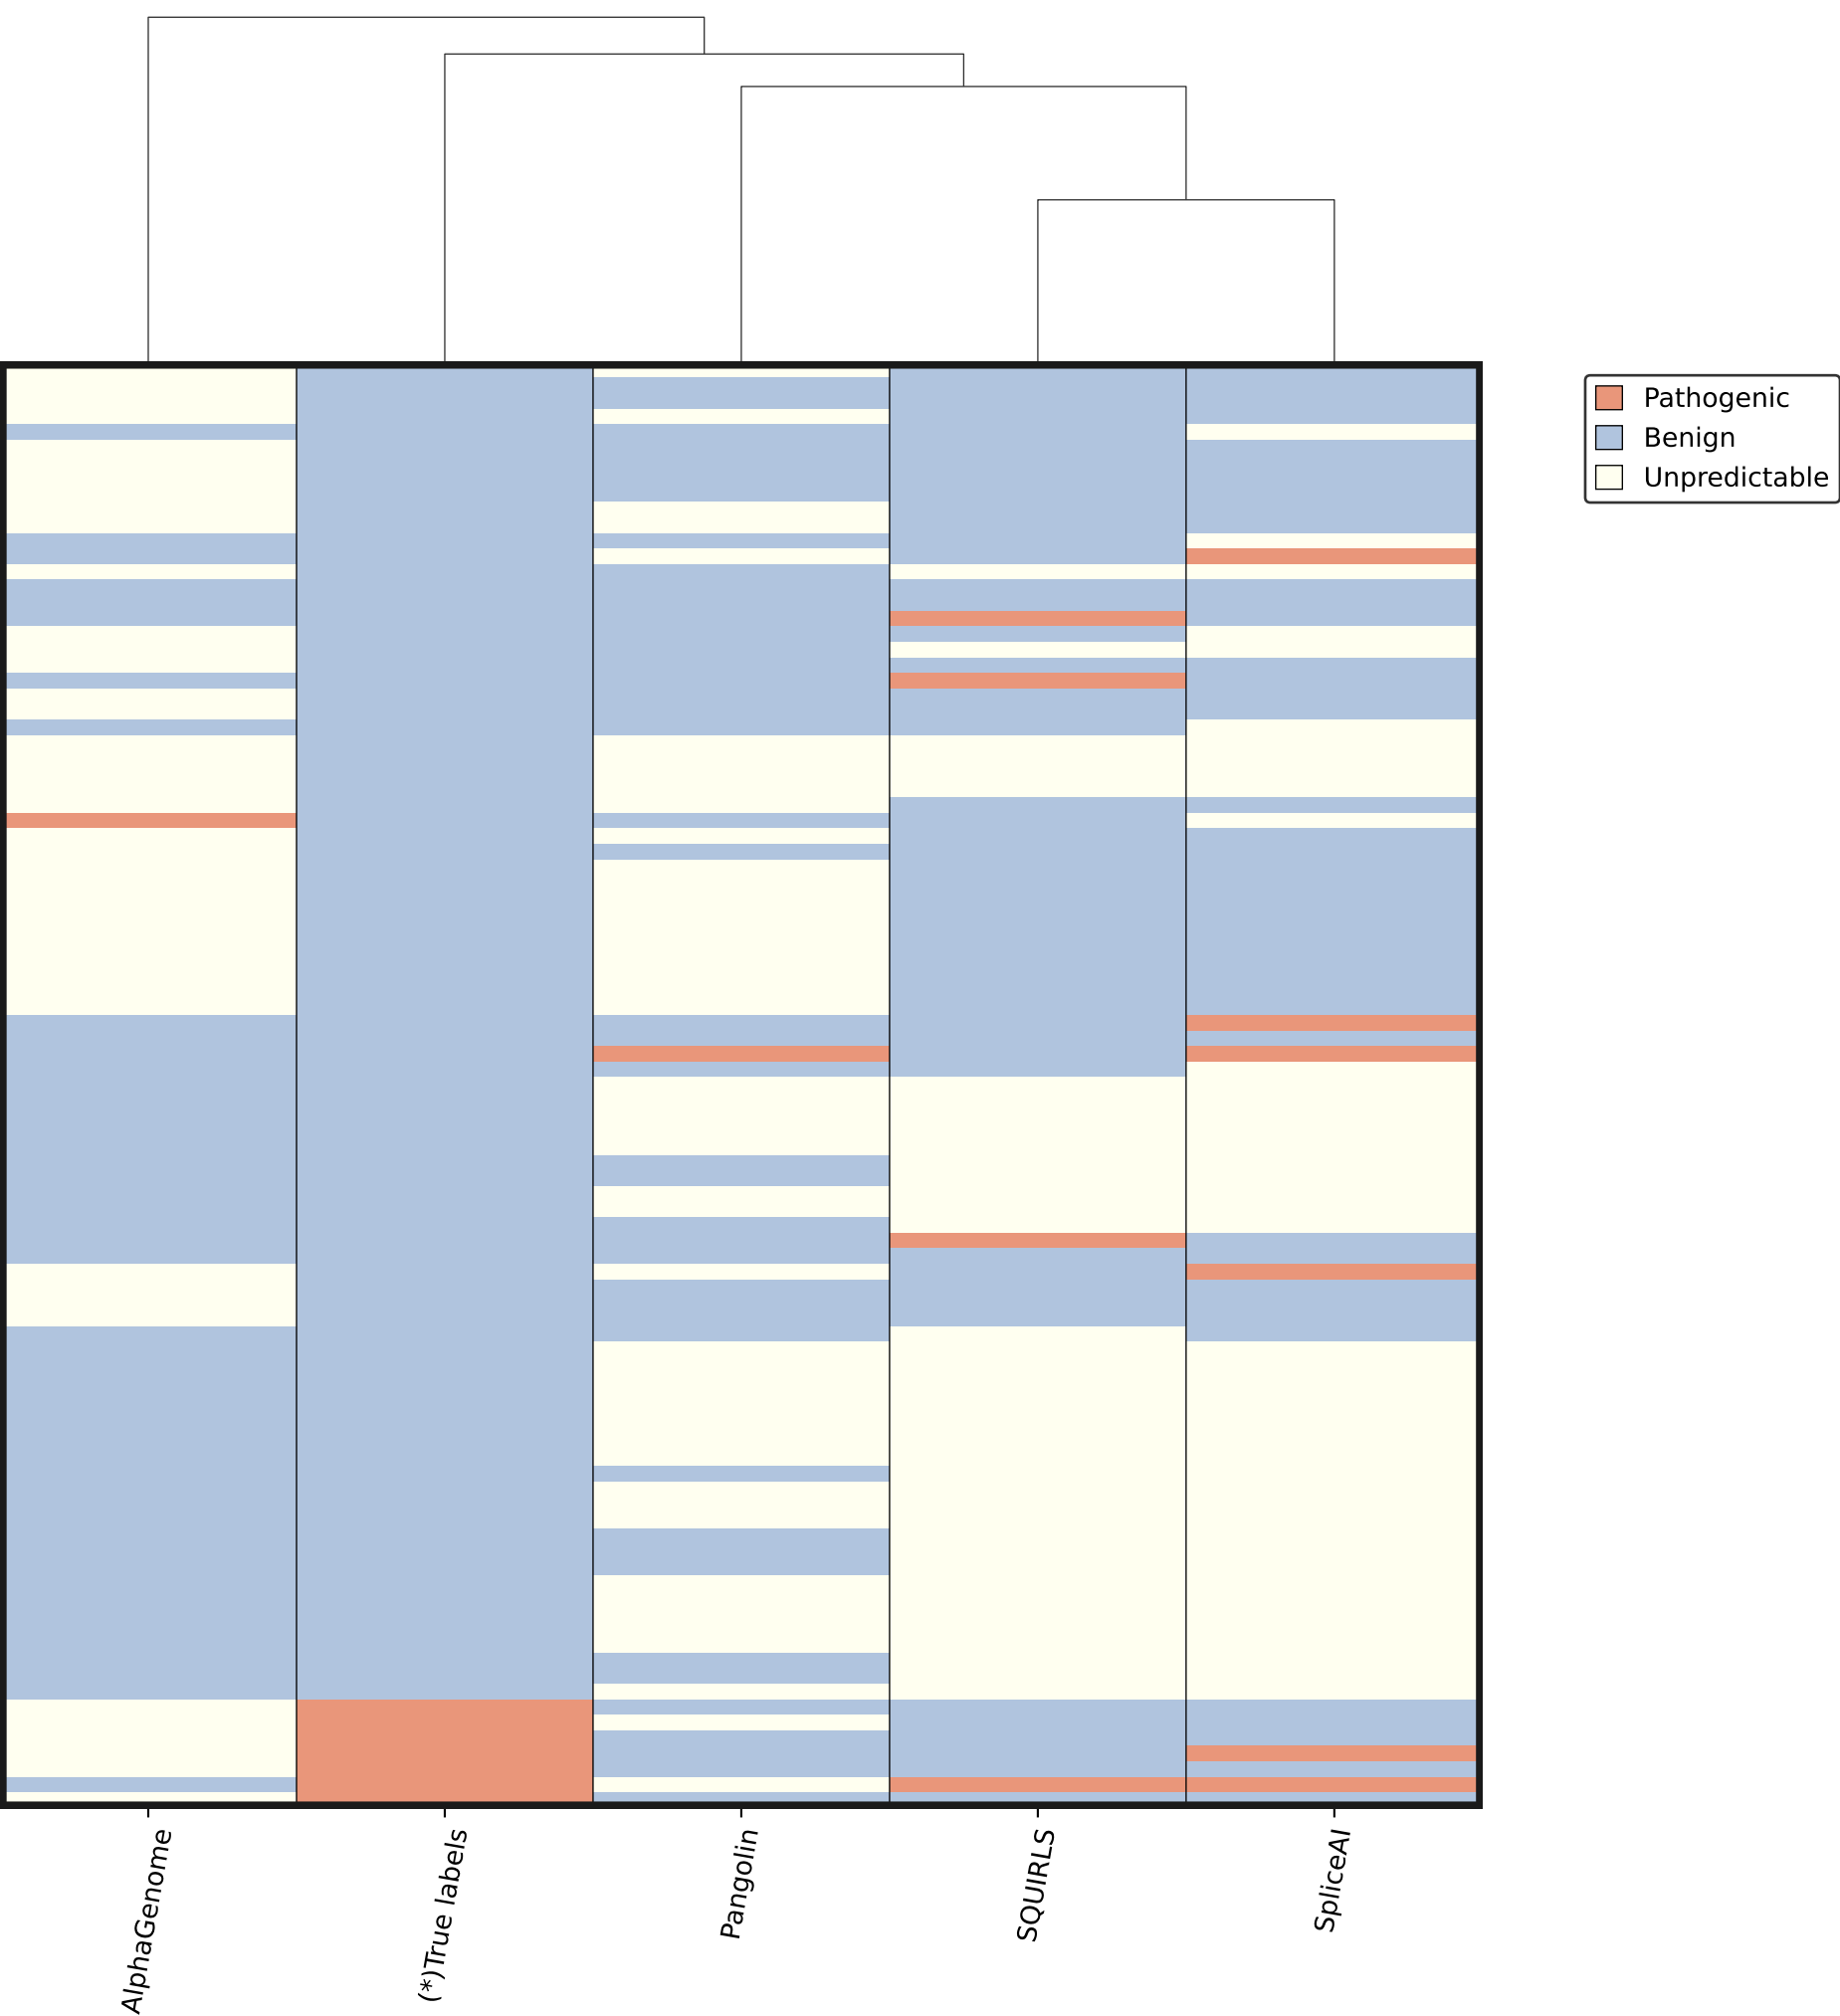 Pathogenic
Benign
Unpredictable
AlphaGenome
(*)True labels
Pangolin
SQUIRLS
SpliceAI